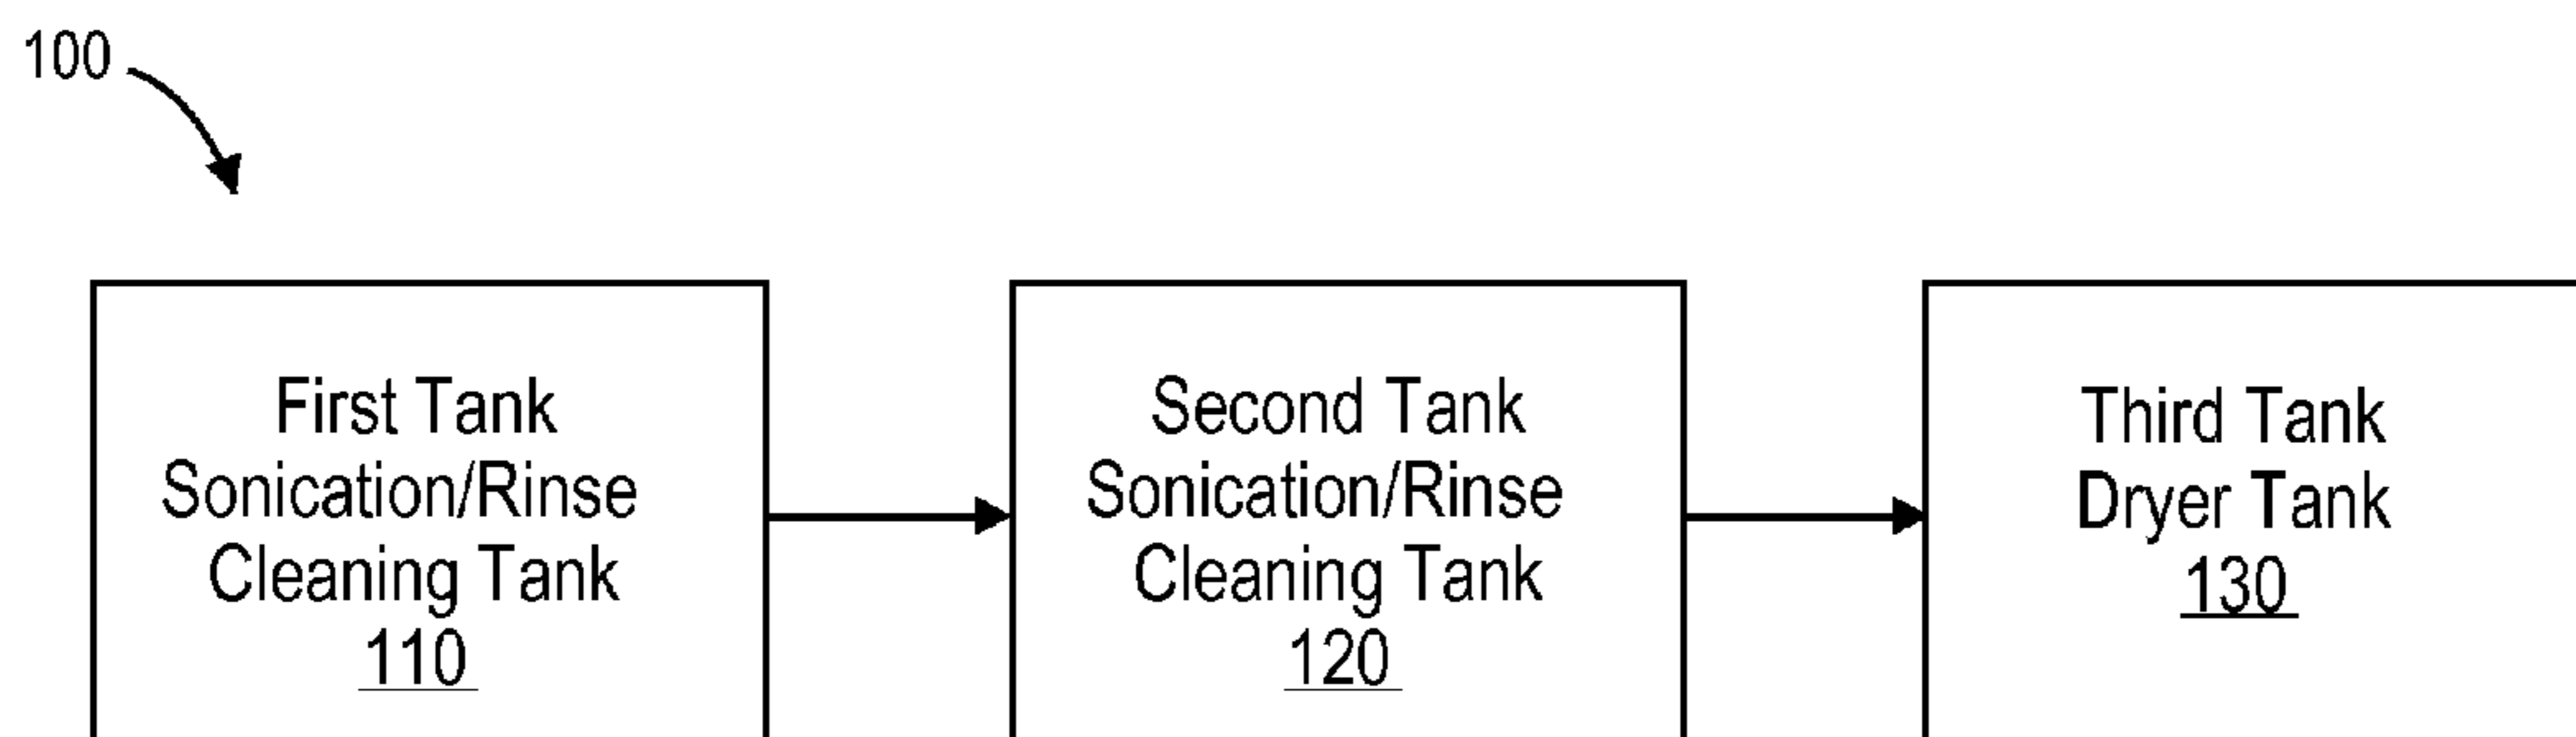 100
First Tank
Sonication/Rinse
Cleaning Tank
110
Second Tank
Sonication/Rinse
Cleaning Tank
120
Third Tank
Dryer Tank
130